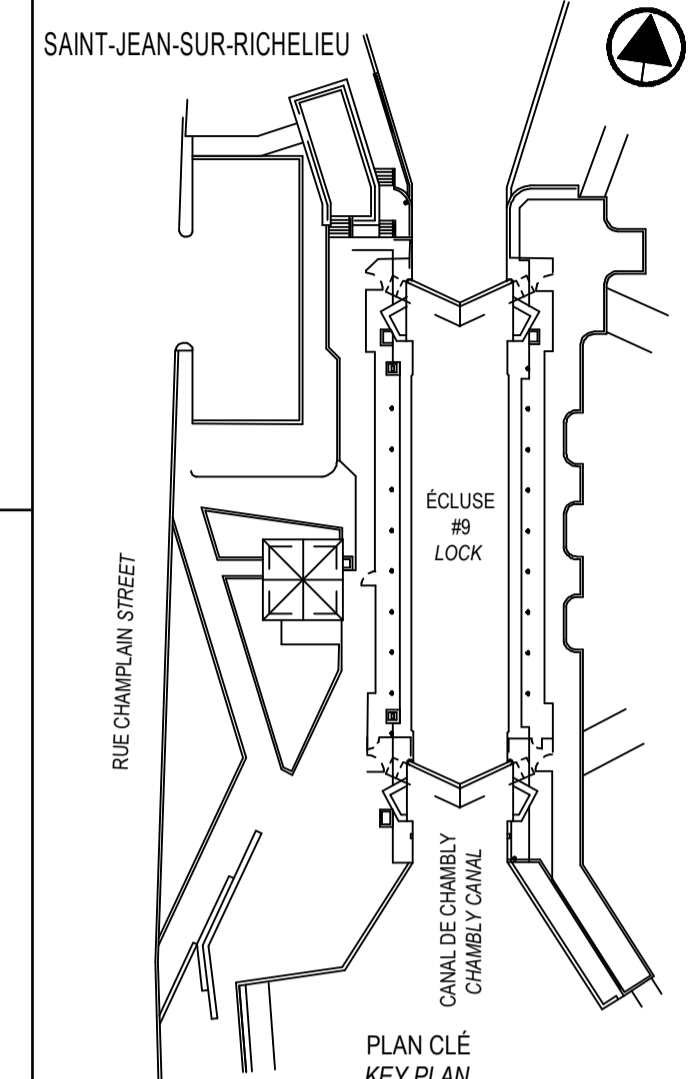 SAINT-JEAN-SUR-RICHELIEU
ÉCLUSE
#9
LOCK
RUE CHAMPLAIN STREET
CANAL DE CHAMBLY
CHAMBLY CANAL
PLAN CLÉ
KEY PLAN